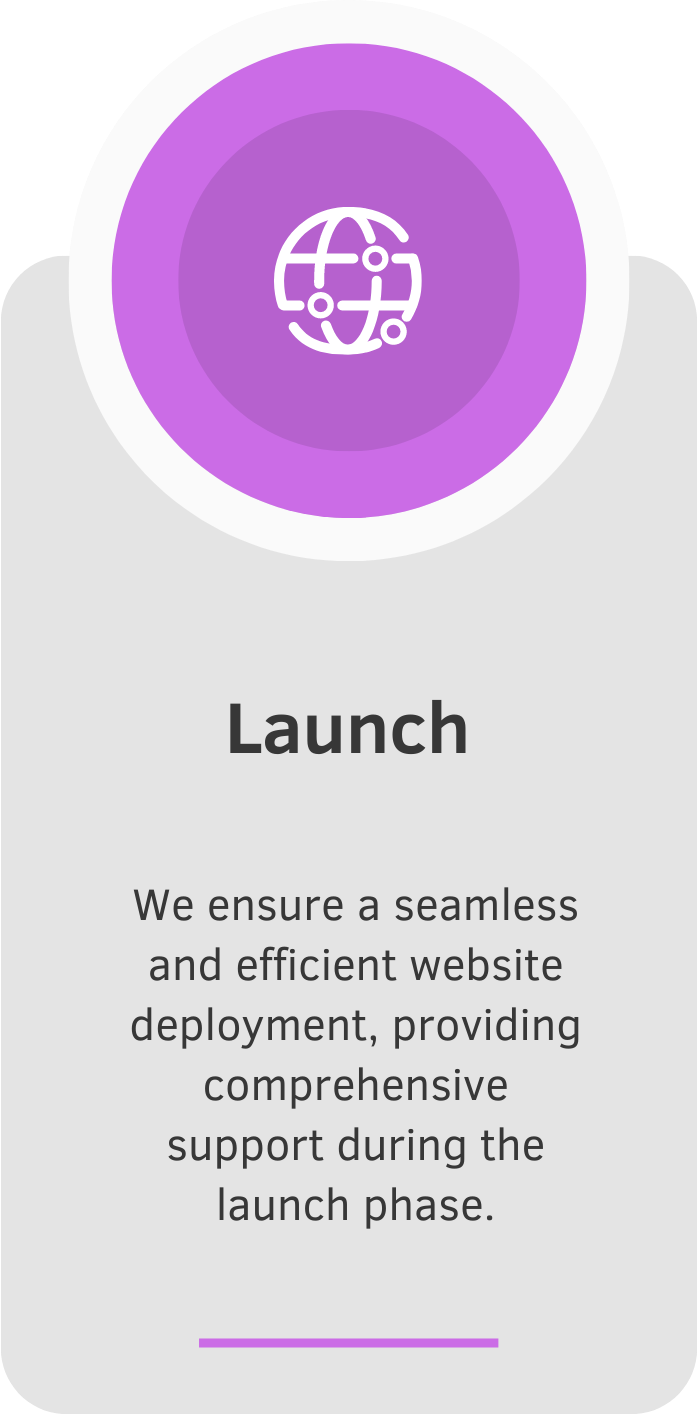 Launch
We ensure a seamless
and efficient website
deployment, providing
comprehensive
support during the
launch phase.